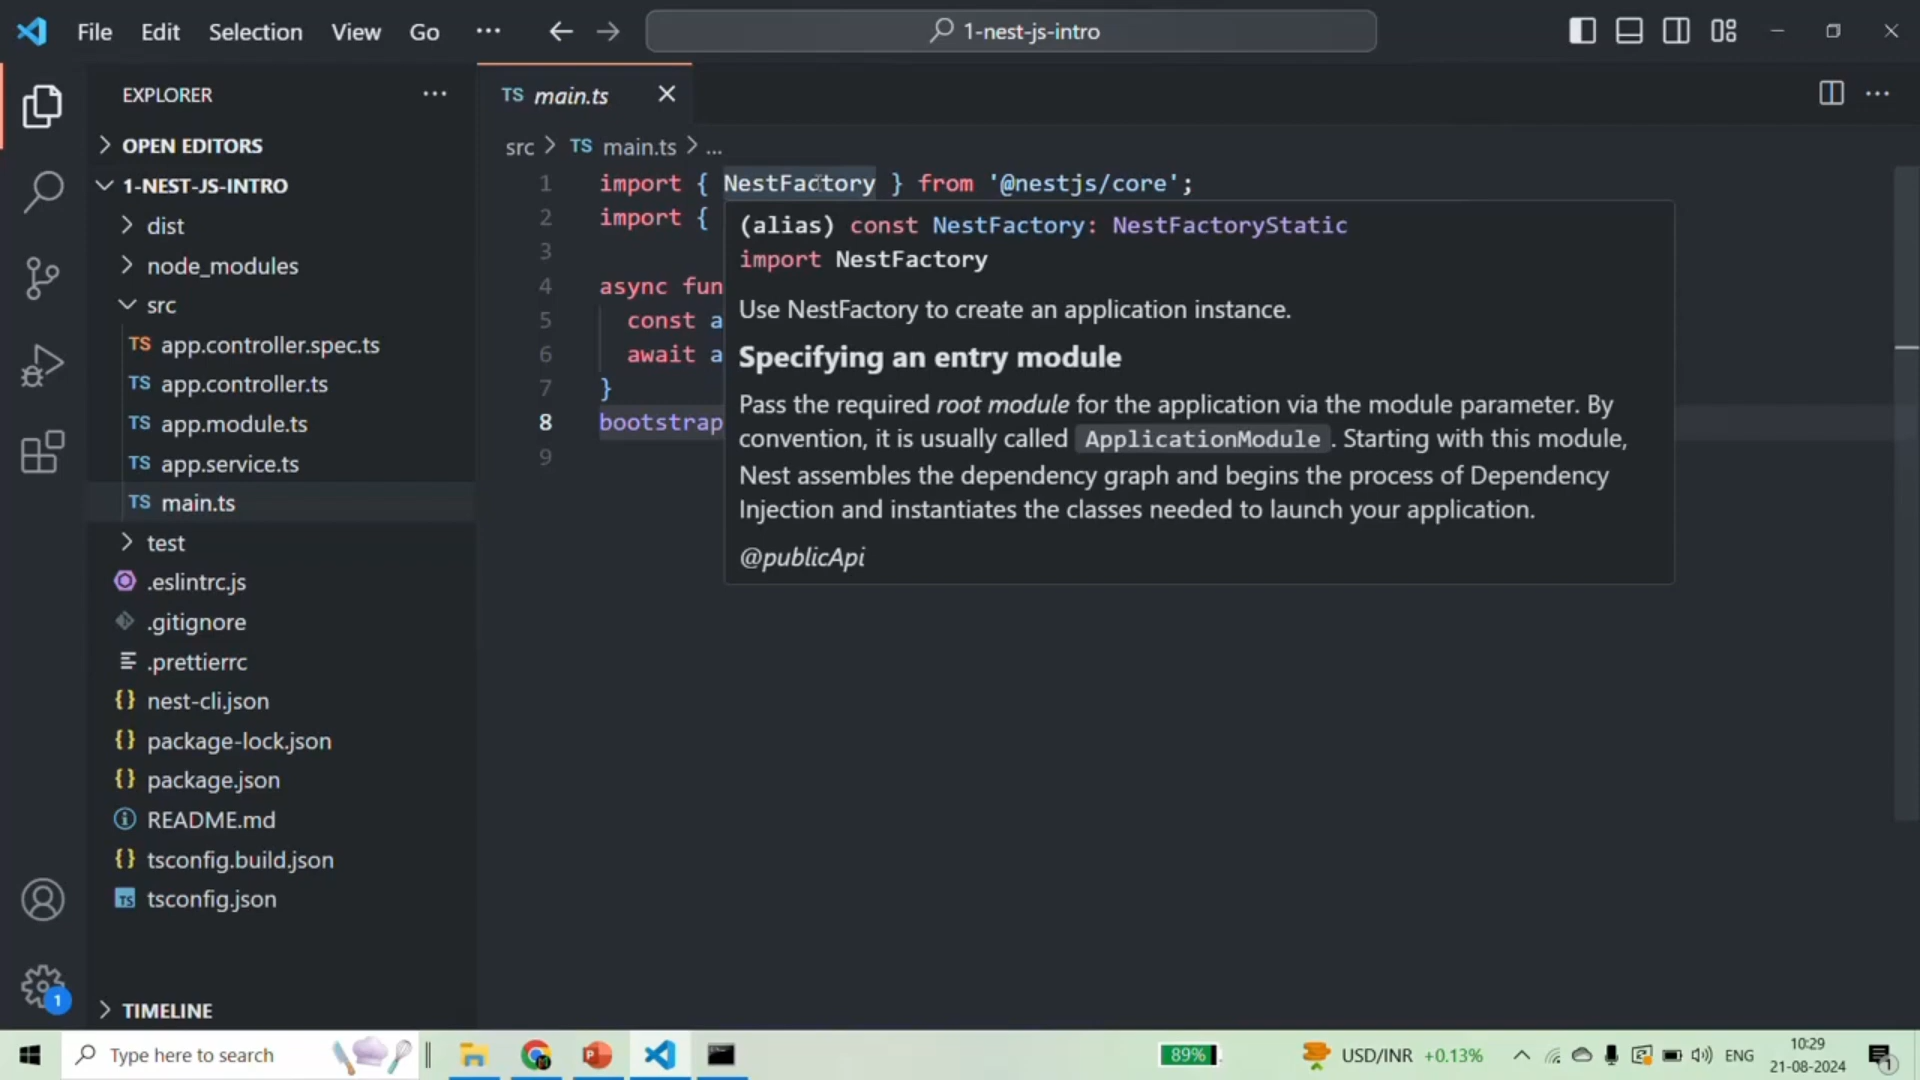 File Edit Selection View Go ... 1-nest-js-intro
EXPLORER ...
OPEN EDITORS
1-NEST-JS-INTRO
dist
node_modules
src
TS app.controller.spec.ts
TS app.controller.ts
TS app.module.ts
TS app.service.ts
TS main.ts
test
.eslintrc.js
.gitignore
.prettierrc
{} nest-cli.json
{} package-lock.json
{} package.json
README.md
{} tsconfig.build.json
TS tsconfig.json
TIMELINE
1
TS main.ts
src > TS main.ts > ...
1 import { NestFactory } from '@nestjs/core';
2 import {
3
4 async fun
5 const a
6 await a
7 }
8 bootstrap
9
(alias) const NestFactory: NestFactoryStatic
import NestFactory
Use NestFactory to create an application instance.
Specifying an entry module
Pass the required root module for the application via the module parameter. By
convention, it is usually called ApplicationModule. Starting with this module,
Nest assembles the dependency graph and begins the process of Dependency
Injection and instantiates the classes needed to launch your application.
@publicApi
Type here to search
89%
USD/INR +0.13%
ENG
10:29
21-08-2024
1